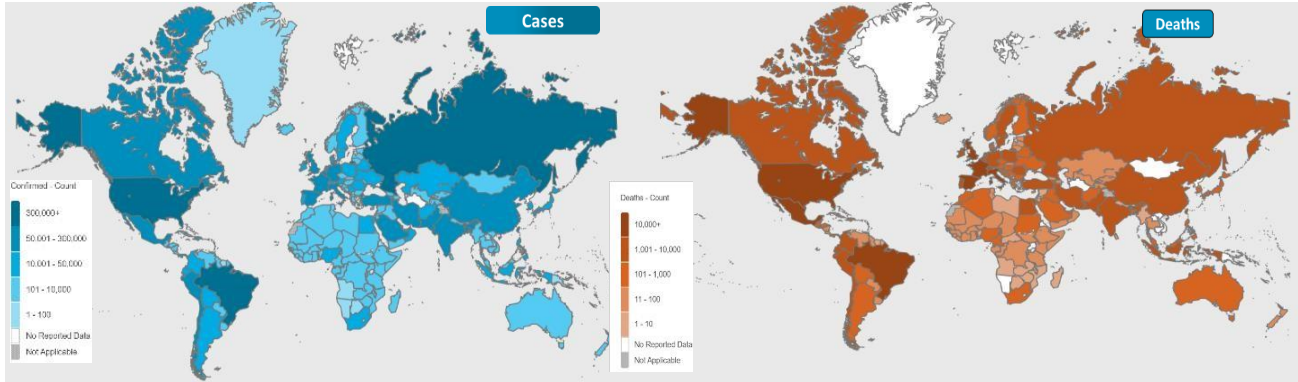 Cases
Deaths
Confirmed - Count
300,000+
50.001 - 300.000
10.001 - 50,000
101 - 10,000
1 - 100
No Reported Data
Not Applicable
Deaths - Count
10,000+
1.001 - 10,000
101 - 1,000
11 - 100
1 - 10
No Reported Data
Not Applicable